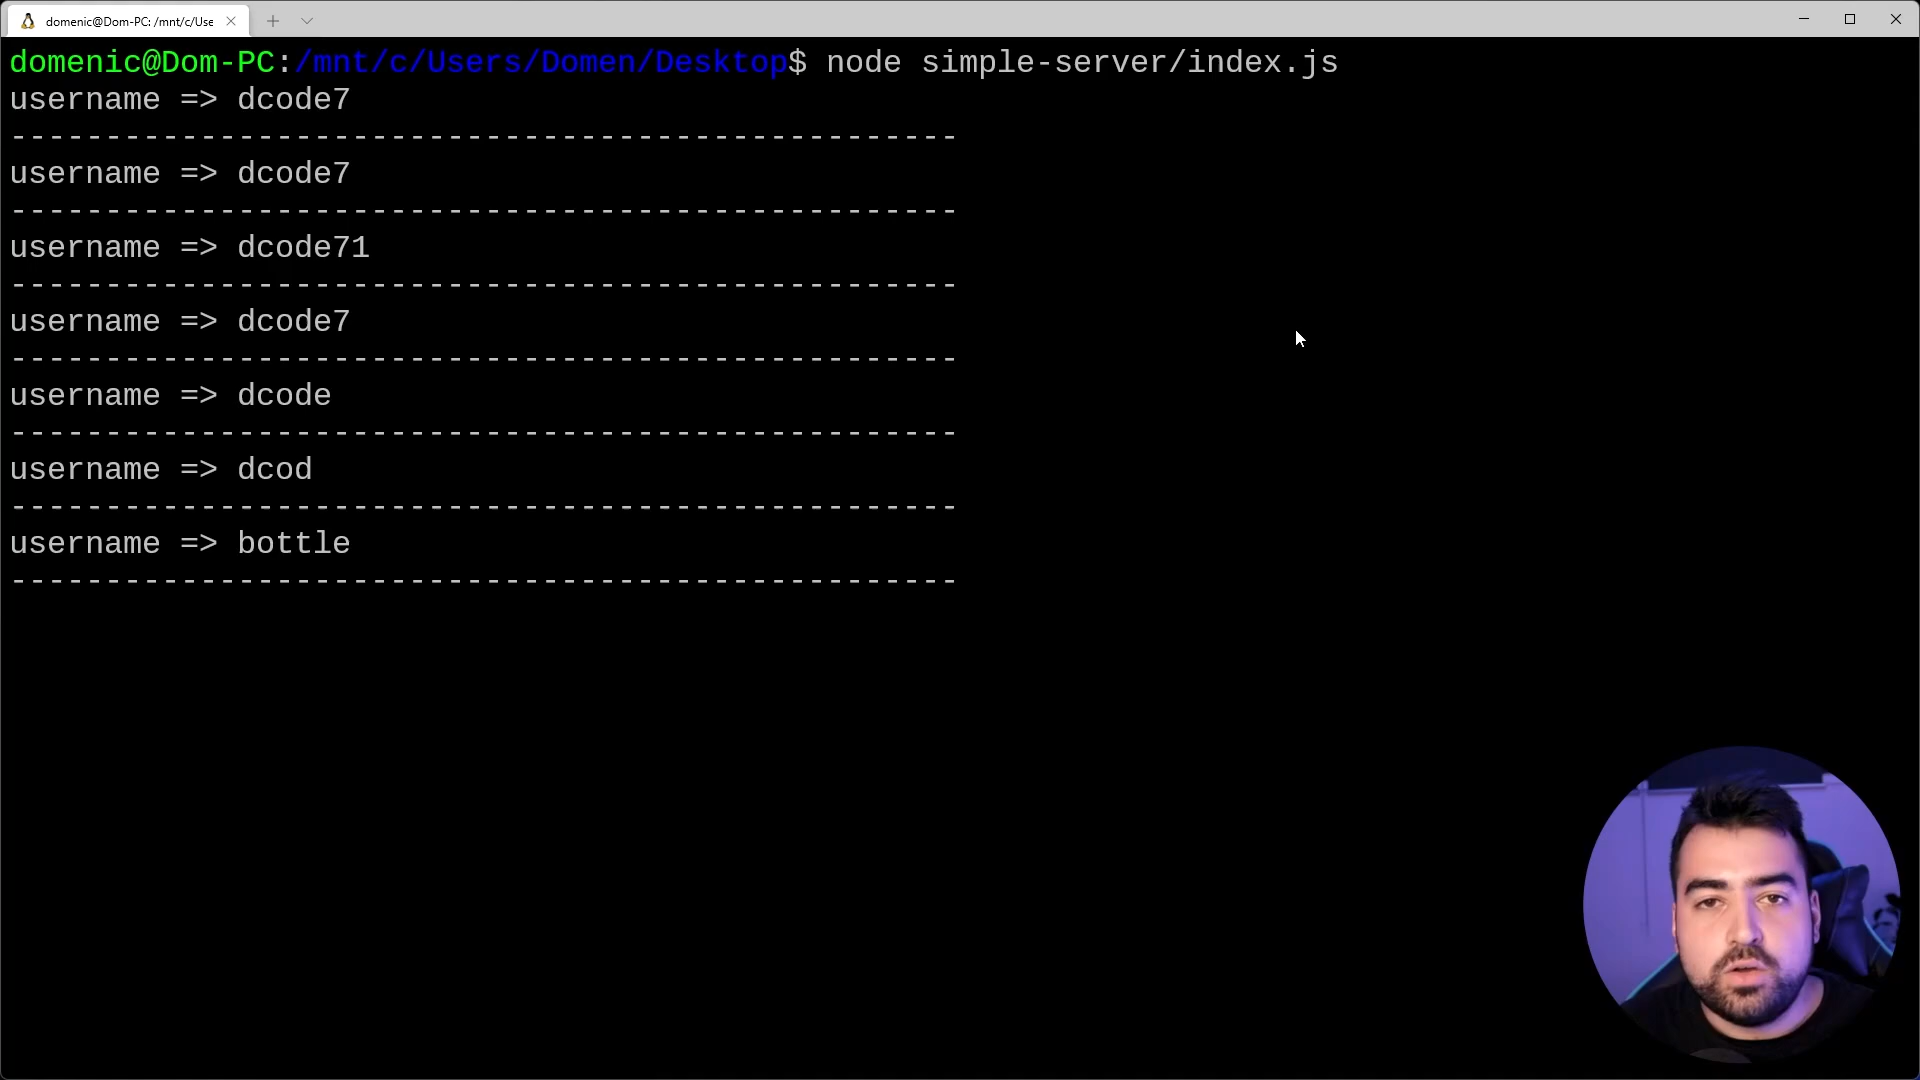 domenic@Dom-PC: /mnt/c/Use
domenic@Dom-PC:/mnt/c/Users/Domen/Desktop$ node simple-server/index.js
username => dcode7
--------------------------------------------------
username => dcode7
--------------------------------------------------
username => dcode71
--------------------------------------------------
username => dcode7
--------------------------------------------------
username => dcode
--------------------------------------------------
username => dcod
--------------------------------------------------
username => bottle
--------------------------------------------------